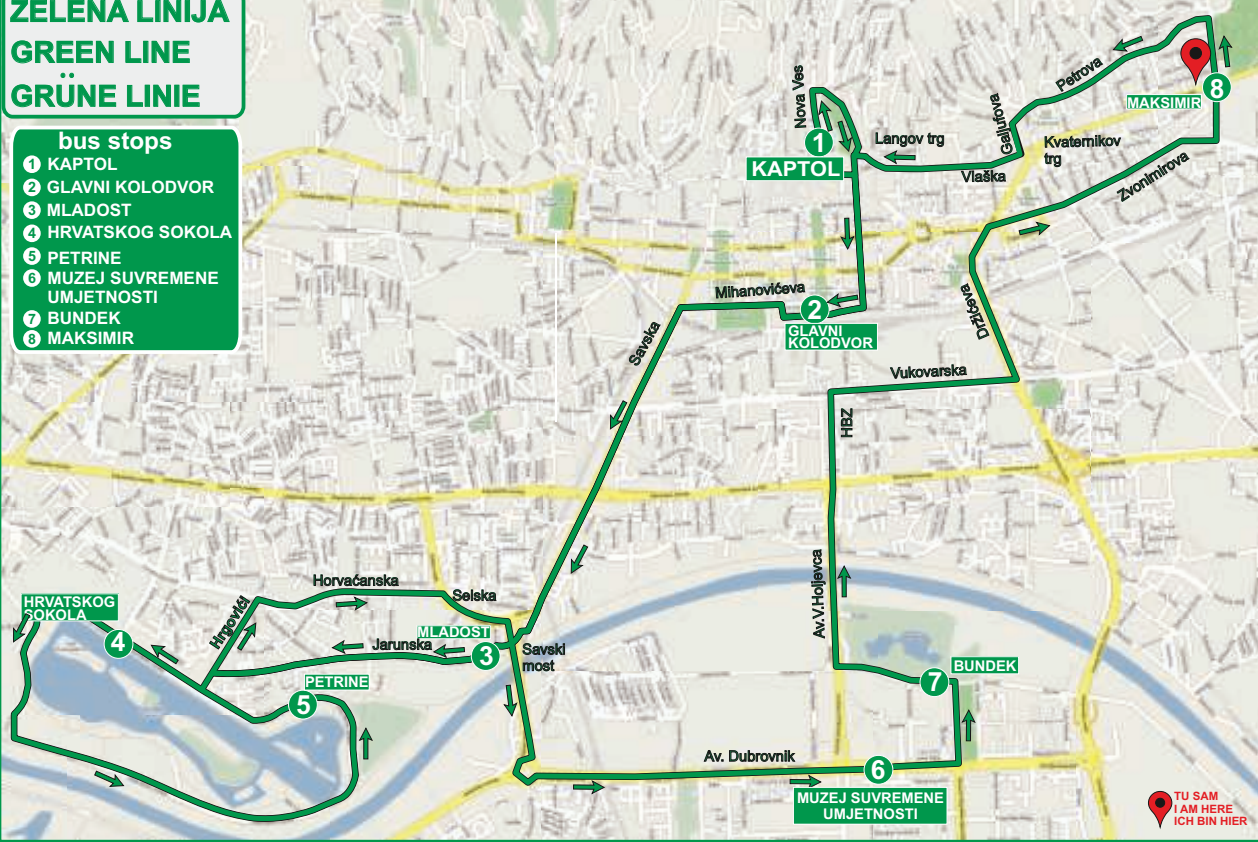 ZELENA LINIJA
GREEN LINE
GRÜNE LINIE
bus stops
1 KAPTOL
2 GLAVNI KOLODVOR
3 MLADOST
4 HRVATSKOG SOKOLA
5 PETRINE
6 MUZEJ SUVREMENE
UMJETNOSTI
7 BUNDEK
8 MAKSIMIR
Nova Ves
1
KAPTOL
Langov trg
Vlaška
Galjufova
Petrova
Kvaternikov
trg
MAKSIMIR
8
Zvonimirova
Držićeva
Mihanovićeva
2
GLAVNI
KOLODVOR
Savska
Vukovarska
HBZ
Av.V.Holjevca
Horvaćanska
Selska
Hrgovići
HRVATSKOG
SOKOLA
4
Jarunska
MLADOST
3
Savski
most
PETRINE
5
BUNDEK
7
Av. Dubrovnik
6
MUZEJ SUVREMENE
UMJETNOSTI
TU SAM
I AM HERE
ICH BIN HIER